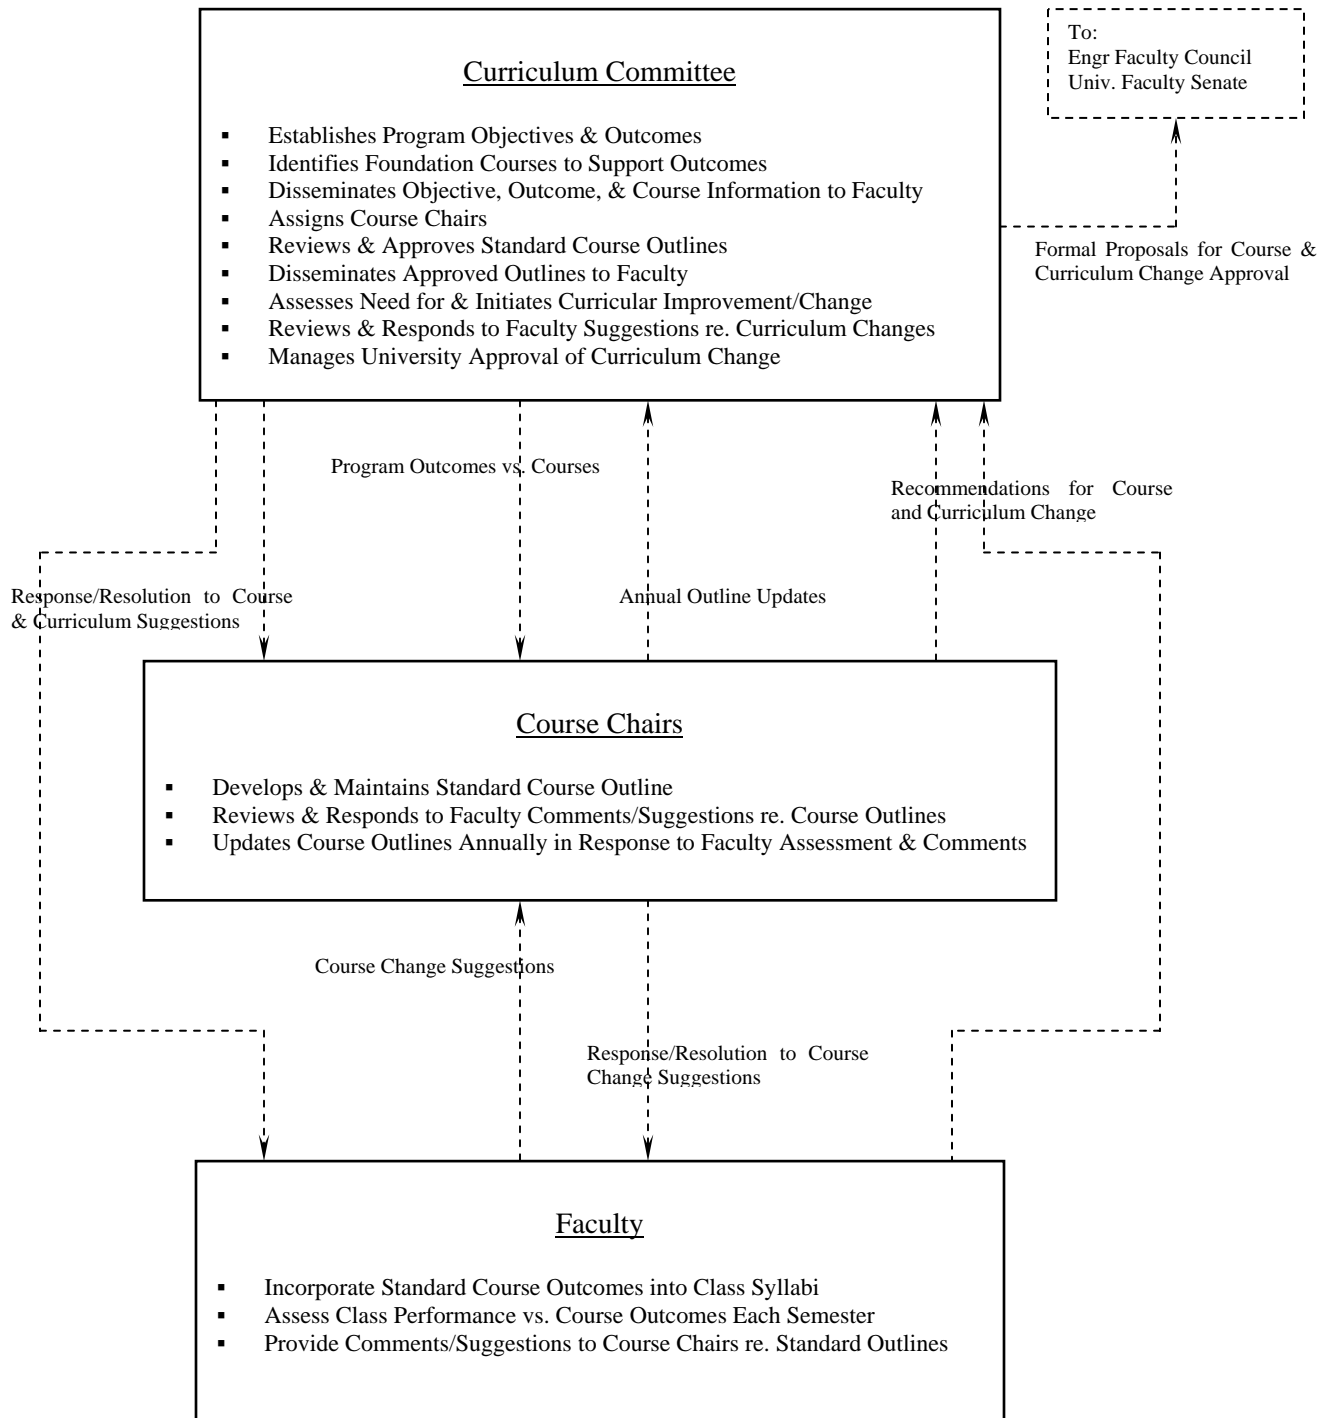 To:
Engr Faculty Council
Univ. Faculty Senate
Curriculum Committee
▪ Establishes Program Objectives & Outcomes
▪ Identifies Foundation Courses to Support Outcomes
▪ Disseminates Objective, Outcome, & Course Information to Faculty
▪ Assigns Course Chairs
▪ Reviews & Approves Standard Course Outlines
▪ Disseminates Approved Outlines to Faculty
▪ Assesses Need for & Initiates Curricular Improvement/Change
▪ Reviews & Responds to Faculty Suggestions re. Curriculum Changes
▪ Manages University Approval of Curriculum Change
Formal Proposals for Course &
Curriculum Change Approval
Program Outcomes vs. Courses
Recommendations for Course
and Curriculum Change
Response/Resolution to Course
& Curriculum Suggestions
Annual Outline Updates
Course Chairs
▪ Develops & Maintains Standard Course Outline
▪ Reviews & Responds to Faculty Comments/Suggestions re. Course Outlines
▪ Updates Course Outlines Annually in Response to Faculty Assessment & Comments
Course Change Suggestions
Response/Resolution to Course
Change Suggestions
Faculty
▪ Incorporate Standard Course Outcomes into Class Syllabi
▪ Assess Class Performance vs. Course Outcomes Each Semester
▪ Provide Comments/Suggestions to Course Chairs re. Standard Outlines